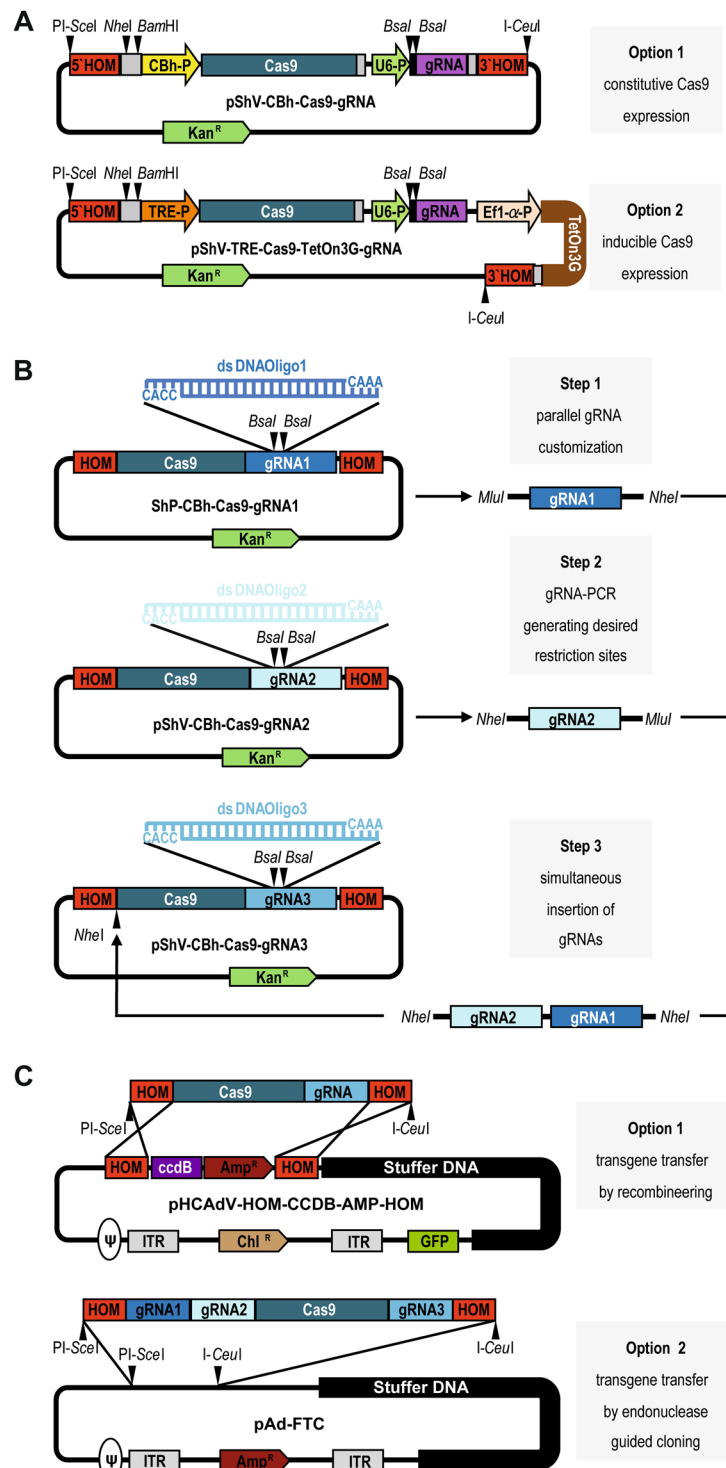 A
PI-SceI NheI BamHI I-CeuI
BsaI BsaI
5`HOM CBh-P Cas9 U6-P gRNA 3`HOM
pShV-CBh-Cas9-gRNA
Kan R
Option 1
constitutive Cas9
expression
PI-SceI NheI BamHI
BsaI BsaI
5`HOM TRE-P Cas9 U6-P gRNA Ef1-α-P
TetOn3G
pShV-TRE-Cas9-TetOn3G-gRNA
Kan R
3`HOM
I-CeuI
Option 2
inducible Cas9
expression
B
ds DNAOligo1
CACC CAAA
BsaI BsaI
HOM Cas9 gRNA1 HOM
ShP-CBh-Cas9-gRNA1
Kan R
Step 1
parallel gRNA
customization
MluI gRNA1 NheI
ds DNAOligo2
CACC CAAA
BsaI BsaI
HOM Cas9 gRNA2 HOM
pShV-CBh-Cas9-gRNA2
Kan R
Step 2
gRNA-PCR
generating desired
restriction sites
NheI gRNA2 MluI
ds DNAOligo3
CACC CAAA
BsaI BsaI
HOM Cas9 gRNA3 HOM
NheI
pShV-CBh-Cas9-gRNA3
Kan R
Step 3
simultaneous
insertion of
gRNAs
NheI gRNA2 gRNA1 NheI
C
HOM Cas9 gRNA HOM
PI-SceI I-CeuI
HOM ccdB Amp R HOM Stuffer DNA
pHCAdV-HOM-CCDB-AMP-HOM
Ψ ITR Chl R ITR GFP
Option 1
transgene transfer
by recombineering
HOM gRNA1 gRNA2 Cas9 gRNA3 HOM
PI-SceI PI-SceI I-CeuI I-CeuI
Stuffer DNA
pAd-FTC
Ψ ITR Amp R ITR
Option 2
transgene transfer
by endonuclease
guided cloning